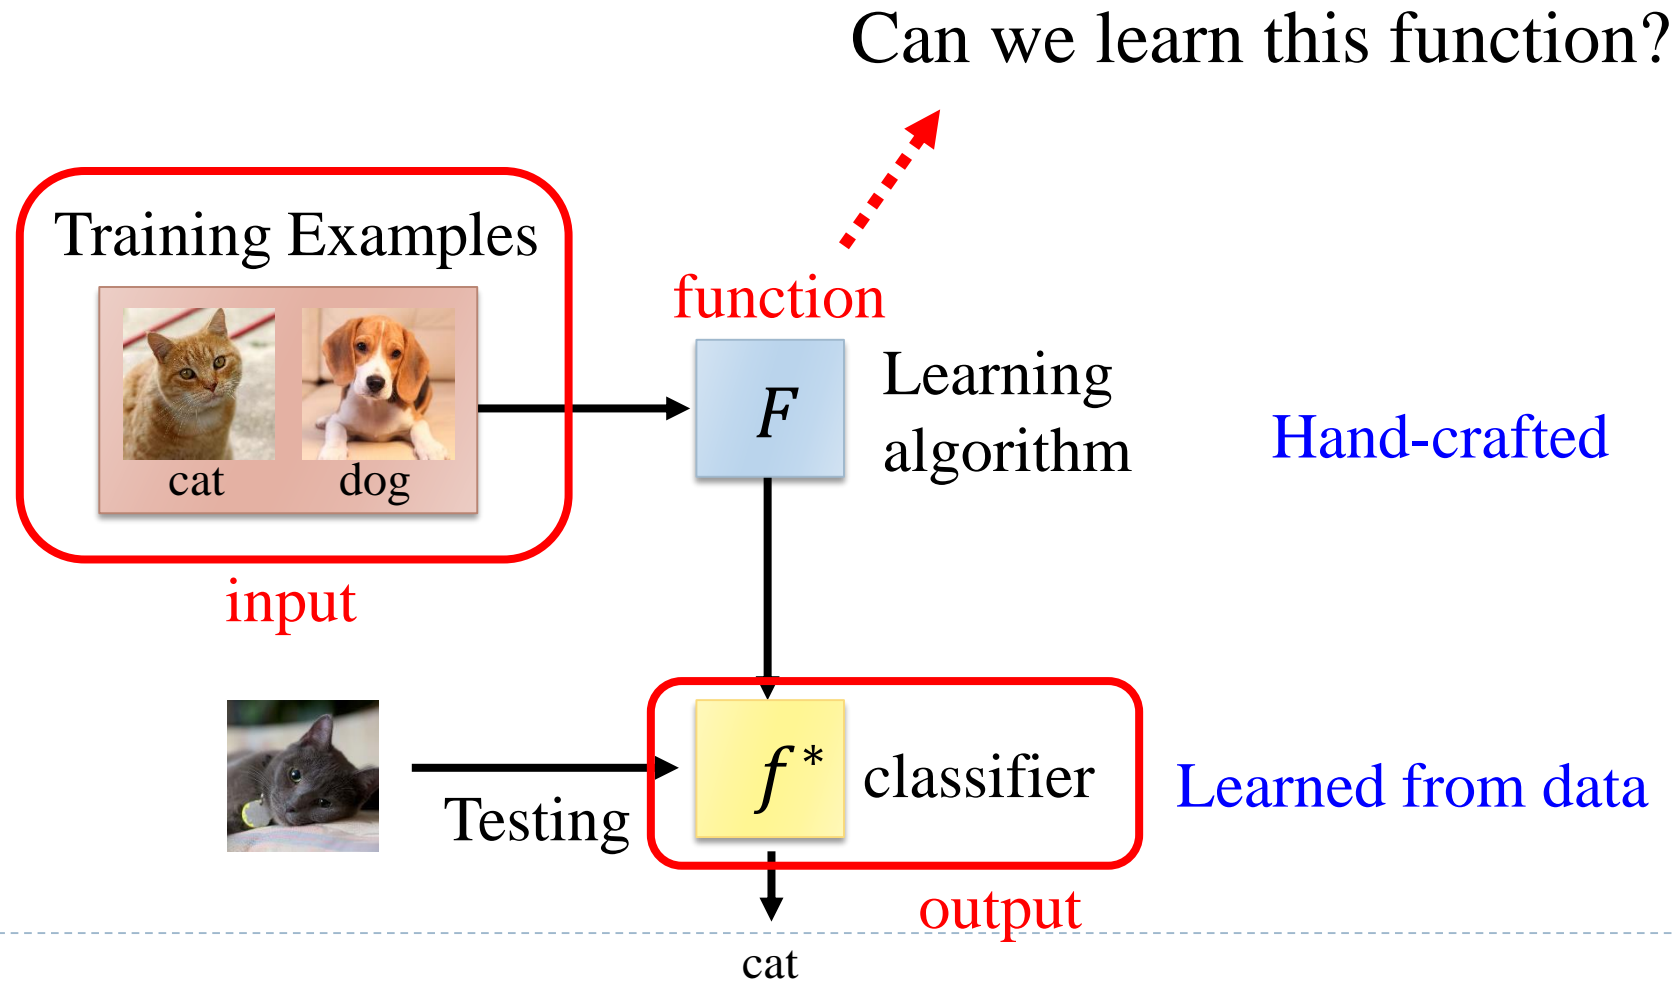 Can we learn this function?
Training Examples
cat
dog
input
function
F
Learning
algorithm
Hand-crafted
Testing
f*
classifier
Learned from data
output
cat